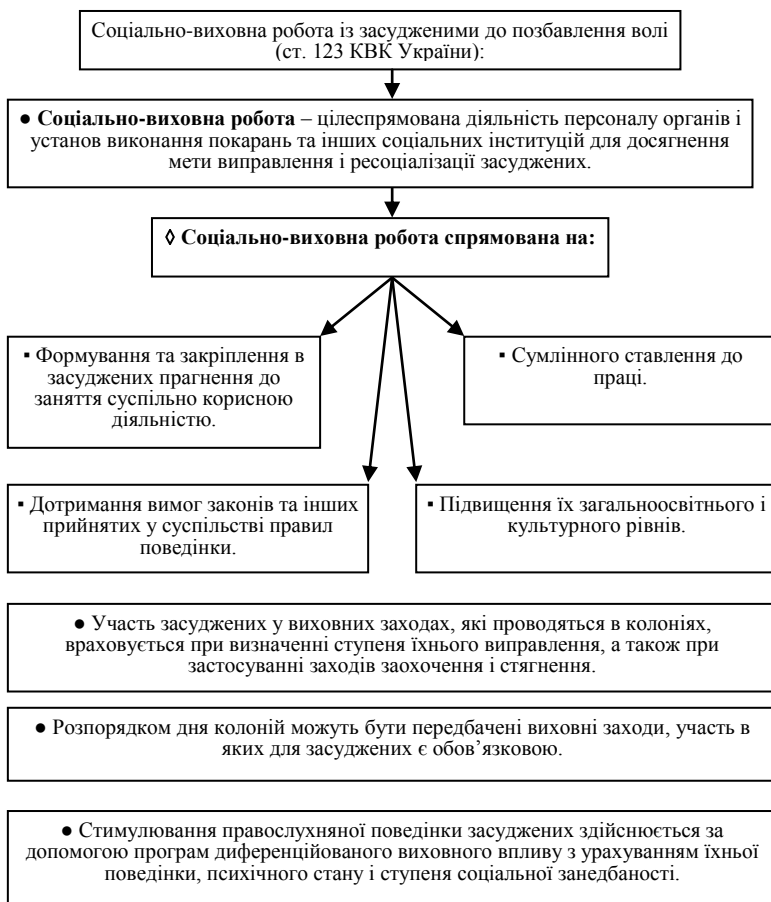 Соціально-виховна робота із засудженими до позбавлення волі
(ст. 123 КВК України):
● Соціально-виховна робота – цілеспрямована діяльність персоналу органів і
установ виконання покарань та інших соціальних інституцій для досягнення
мети виправлення і ресоціалізації засуджених.
◊ Соціально-виховна робота спрямована на:
▪ Формування та закріплення в
засуджених прагнення до
заняття суспільно корисною
діяльністю.
▪ Сумлінного ставлення до
праці.
▪ Дотримання вимог законів та інших
прийнятих у суспільстві правил
поведінки.
▪ Підвищення їх загальноосвітнього і
культурного рівнів.
● Участь засуджених у виховних заходах, які проводяться в колоніях,
враховується при визначенні ступеня їхнього виправлення, а також при
застосуванні заходів заохочення і стягнення.
● Розпорядком дня колоній можуть бути передбачені виховні заходи, участь в
яких для засуджених є обов’язковою.
● Стимулювання правослухняної поведінки засуджених здійснюється за
допомогою програм диференційованого виховного впливу з урахуванням їхньої
поведінки, психічного стану і ступеня соціальної занедбаності.